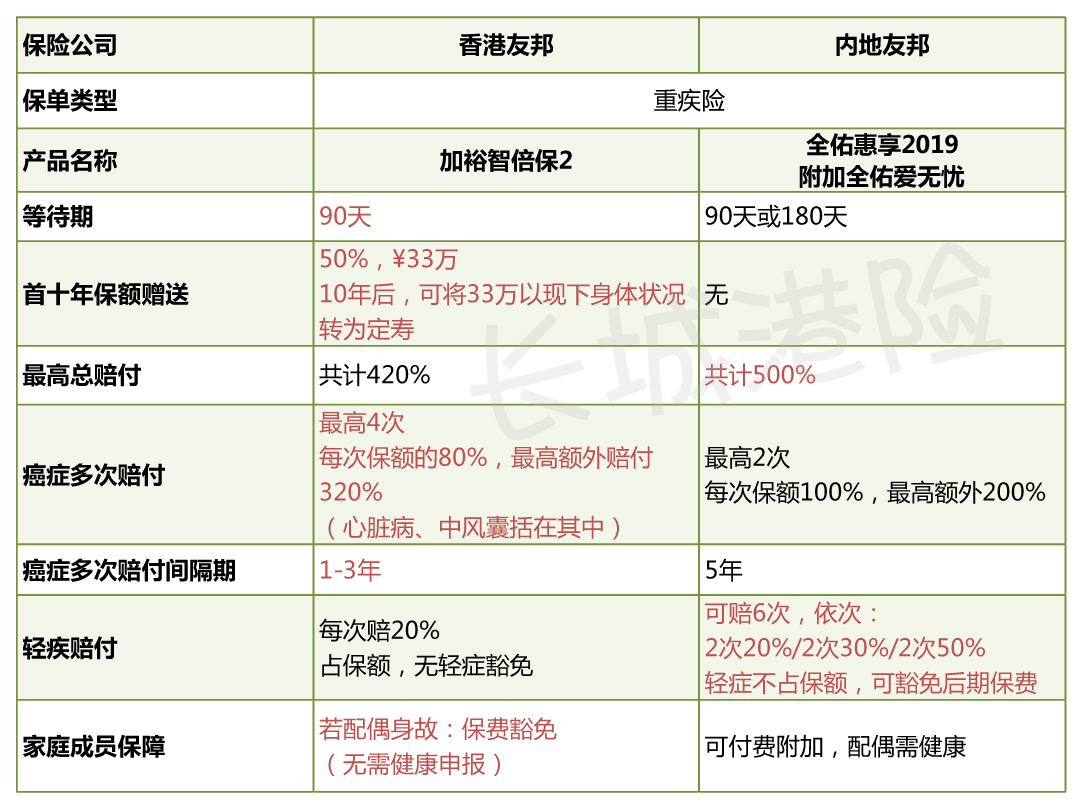 保险公司 香港友邦 内地友邦
保单类型 重疾险
产品名称 加裕智倍保2 全佑惠享2019
附加全佑爱无忧
等待期 90天 90天或180天
首十年保额赠送 50%，¥33万
10年后，可将33万以现下身体状况
转为定寿
无
最高总赔付 共计420% 共计500%
癌症多次赔付 最高4次
每次保额的80%，最高额外赔付
320%
（心脏病、中风囊括在其中）
最高2次
每次保额100%，最高额外200%
癌症多次赔付间隔期 1-3年 5年
轻疾赔付 每次赔20%
占保额，无轻症豁免
可赔6次，依次：
2次20%/2次30%/2次50%
轻症不占保额，可豁免后期保费
家庭成员保障 若配偶身故：保费豁免
（无需健康申报）
可付费附加，配偶需健康
长城港险